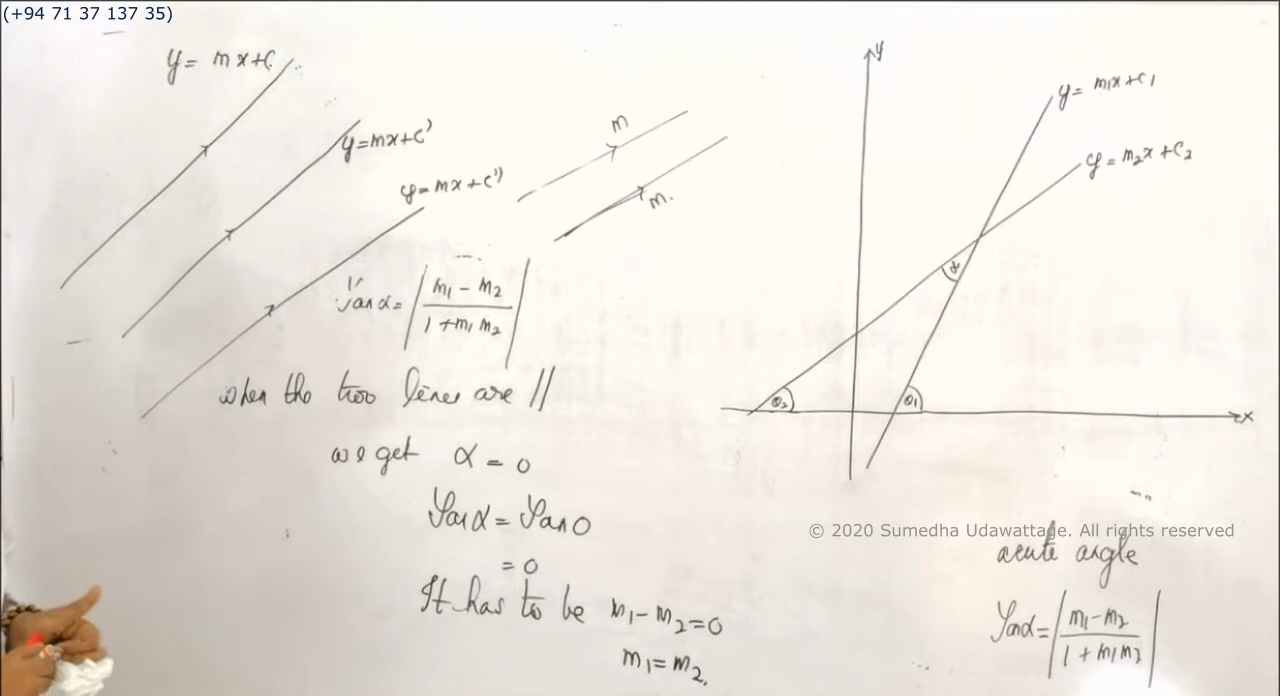 (+94 71 37 137 35)
y = mx+c
y=mx+c'
y=mx+c''
m
m
tan α = | m₁ - m₂ / 1 + m₁ m₂ |
when the two lines are //
we get α = 0
tan α = tan 0
= 0
It has to be m₁ - m₂ = 0
m₁ = m₂.
y
y = m₁x + c₁
y = m₂x + c₂
α
θ₂
θ₁
x
© 2020 Sumedha Udawattage. All rights reserved
acute angle
tan α = | m₁ - m₂ / 1 + m₁ m₂ |